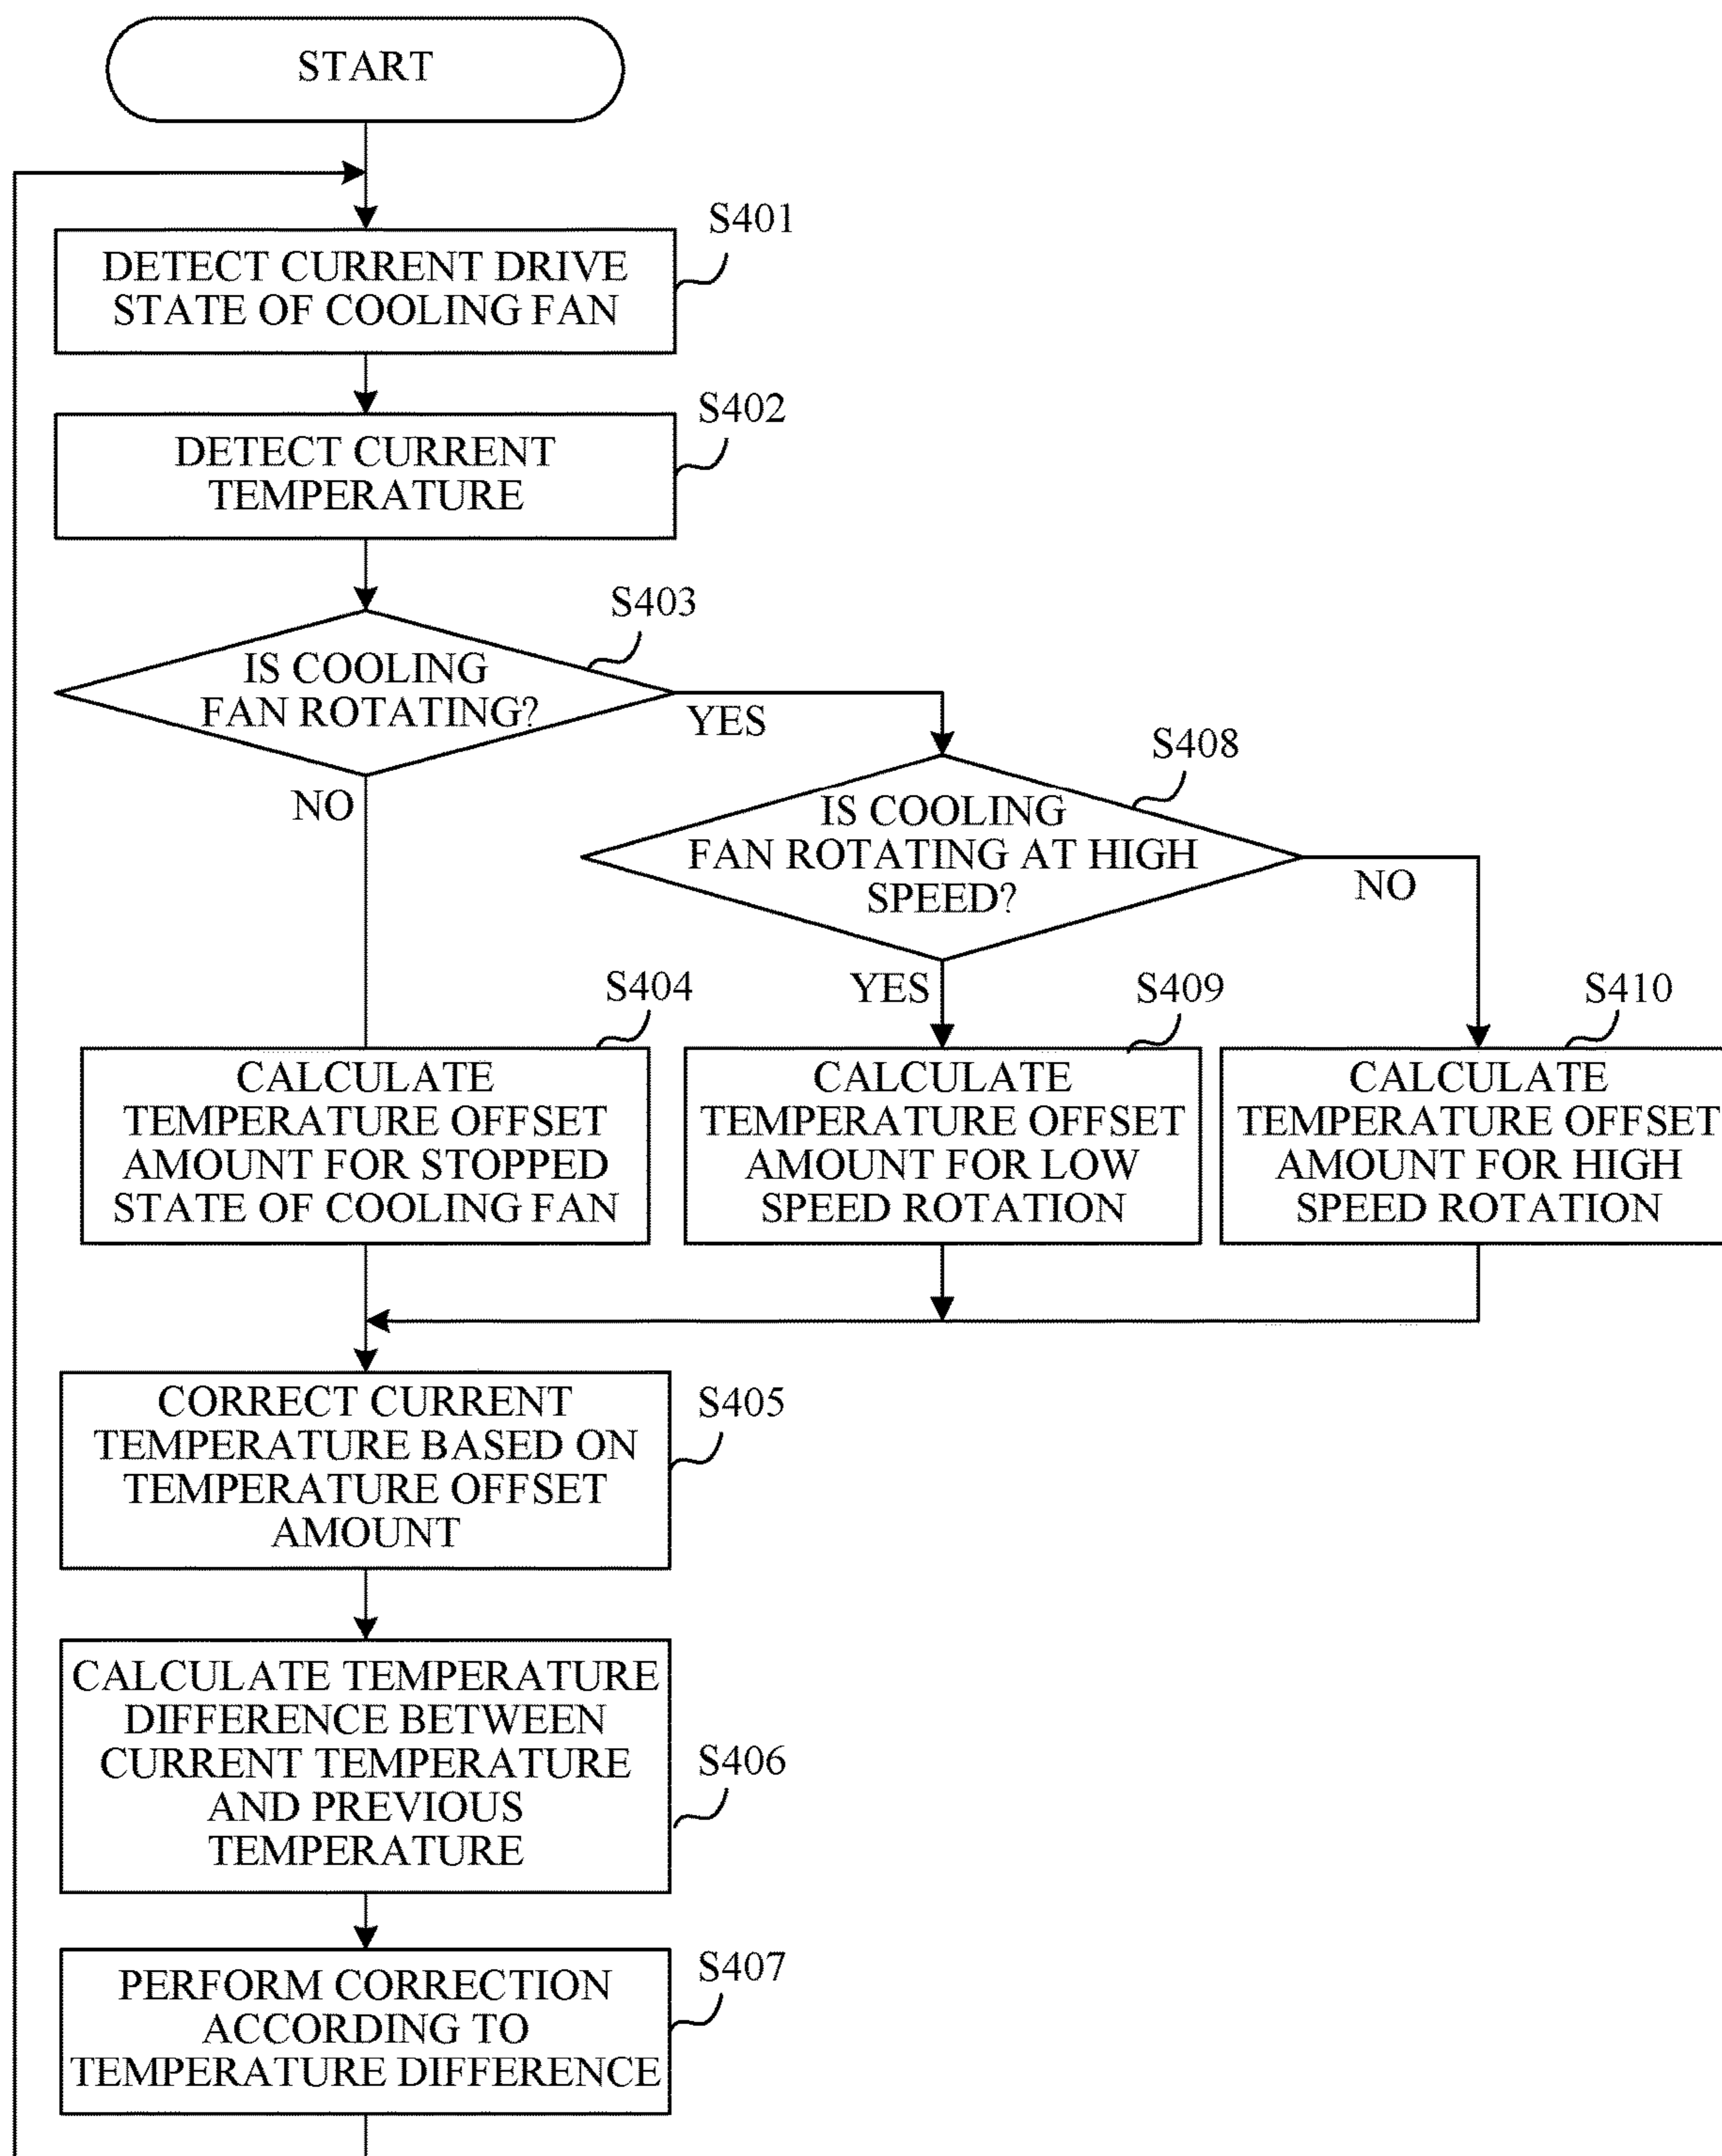 START
S401
DETECT CURRENT DRIVE
STATE OF COOLING FAN
S402
DETECT CURRENT
TEMPERATURE
S403
IS COOLING
FAN ROTATING?
YES
NO
S408
IS COOLING
FAN ROTATING AT HIGH
SPEED?
NO
YES
S404
CALCULATE
TEMPERATURE OFFSET
AMOUNT FOR STOPPED
STATE OF COOLING FAN
S409
CALCULATE
TEMPERATURE OFFSET
AMOUNT FOR LOW
SPEED ROTATION
S410
CALCULATE
TEMPERATURE OFFSET
AMOUNT FOR HIGH
SPEED ROTATION
S405
CORRECT CURRENT
TEMPERATURE BASED ON
TEMPERATURE OFFSET
AMOUNT
S406
CALCULATE TEMPERATURE
DIFFERENCE BETWEEN
CURRENT TEMPERATURE
AND PREVIOUS
TEMPERATURE
S407
PERFORM CORRECTION
ACCORDING TO
TEMPERATURE DIFFERENCE